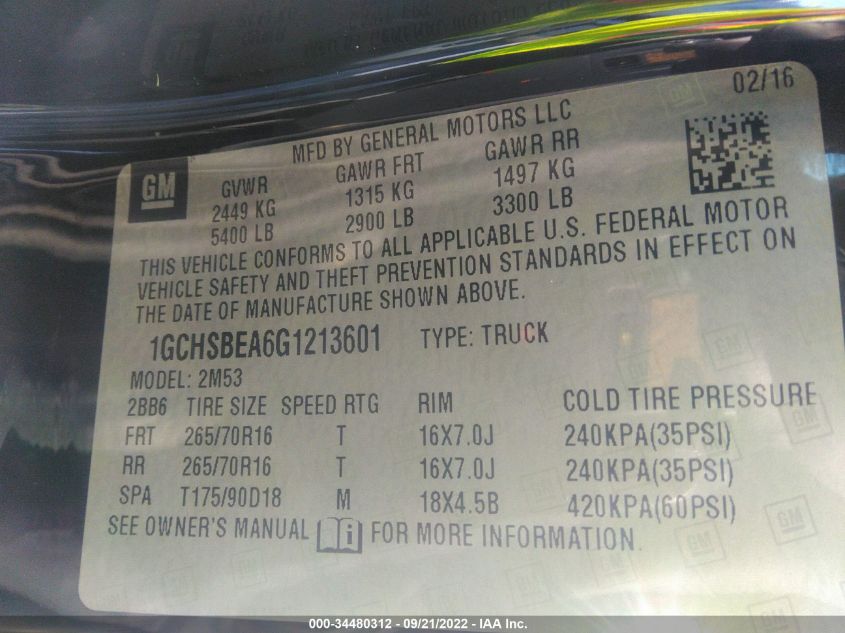 02/16
MFD BY GENERAL MOTORS LLC
GM
GVWR GAWR FRT GAWR RR
2449 KG 1315 KG 1497 KG
5400 LB 2900 LB 3300 LB
THIS VEHICLE CONFORMS TO ALL APPLICABLE U.S. FEDERAL MOTOR
VEHICLE SAFETY AND THEFT PREVENTION STANDARDS IN EFFECT ON
THE DATE OF MANUFACTURE SHOWN ABOVE.
1GCHSBEA6G1213601 TYPE: TRUCK
MODEL: 2M53
2BB6 TIRE SIZE SPEED RTG RIM COLD TIRE PRESSURE
FRT 265/70R16 T 16X7.0J 240KPA(35PSI)
RR 265/70R16 T 16X7.0J 240KPA(35PSI)
SPA T175/90D18 M 18X4.5B 420KPA(60PSI)
SEE OWNER'S MANUAL FOR MORE INFORMATION.
000-34480312 - 09/21/2022 - IAA Inc.